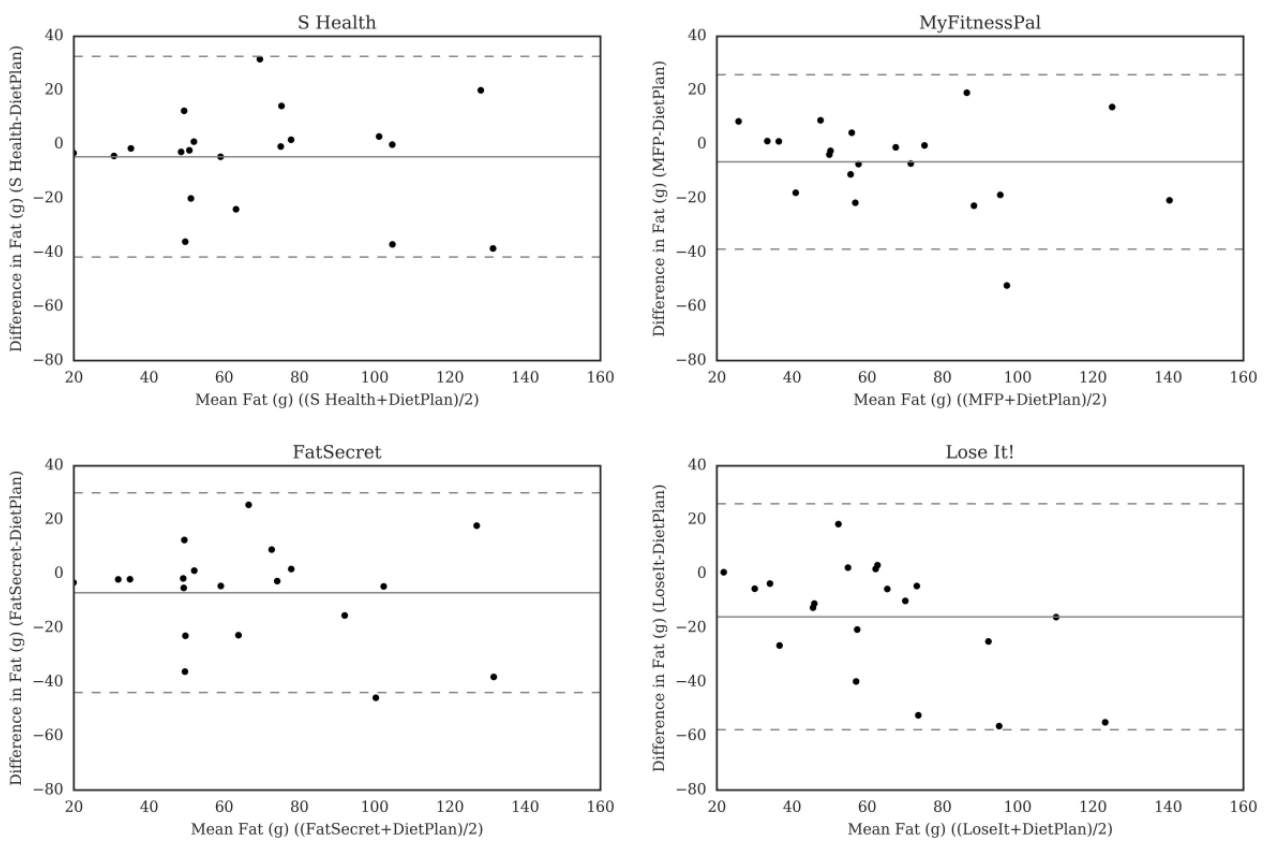 S Health
40
20
0
−20
−40
−60
−80
Difference in Fat (g) (S Health-DietPlan)
20 40 60 80 100 120 140 160
Mean Fat (g) ((S Health+DietPlan)/2)
MyFitnessPal
40
20
0
−20
−40
−60
−80
Difference in Fat (g) (MFP-DietPlan)
20 40 60 80 100 120 140 160
Mean Fat (g) ((MFP+DietPlan)/2)
FatSecret
40
20
0
−20
−40
−60
−80
Difference in Fat (g) (FatSecret-DietPlan)
20 40 60 80 100 120 140 160
Mean Fat (g) ((FatSecret+DietPlan)/2)
Lose It!
40
20
0
−20
−40
−60
−80
Difference in Fat (g) (LoseIt-DietPlan)
20 40 60 80 100 120 140 160
Mean Fat (g) ((LoseIt+DietPlan)/2)